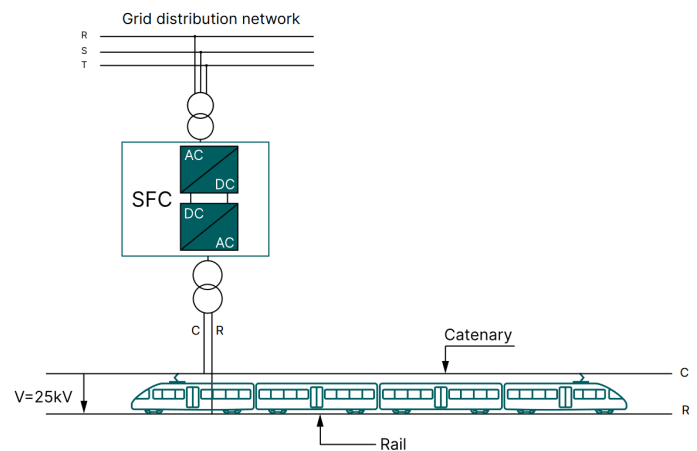 Grid distribution network
R
S
T
AC
DC
SFC
DC
AC
C R
Catenary
C
V=25kV
R
Rail